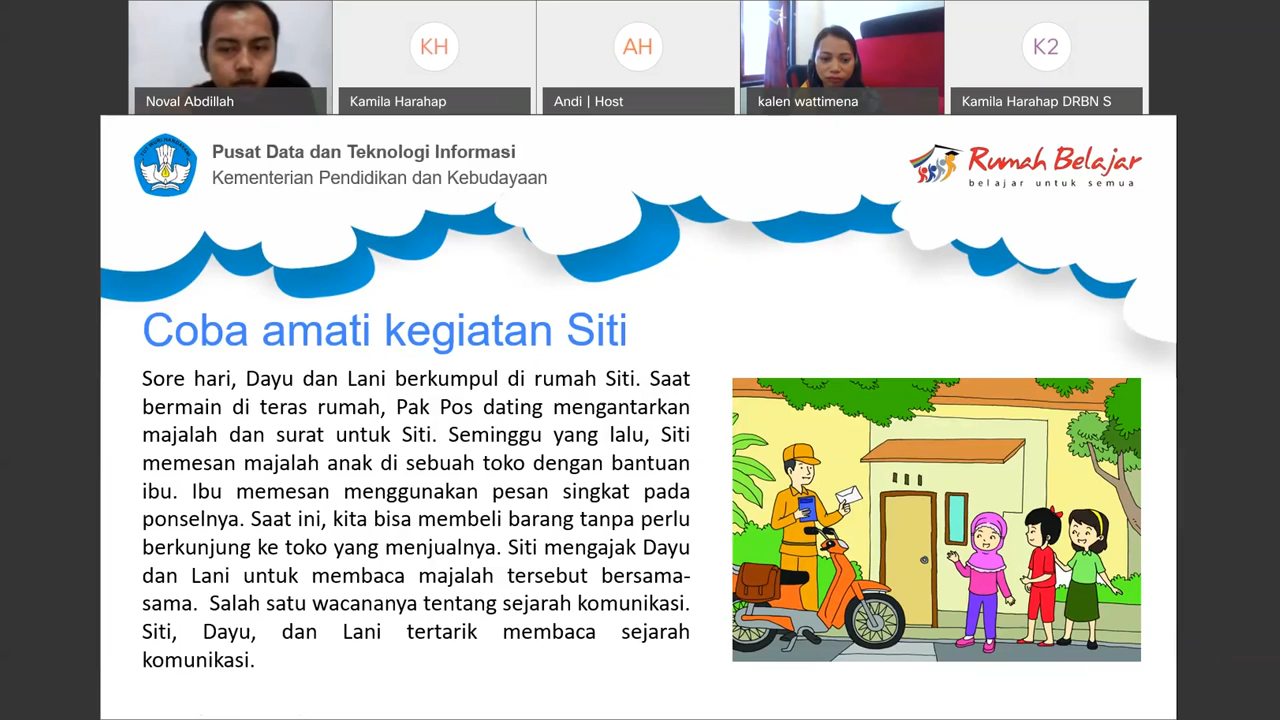 KH
AH
K2
Noval Abdillah
Kamila Harahap
Andi | Host
kalen wattimena
Kamila Harahap DRBN S
Pusat Data dan Teknologi Informasi
Kementerian Pendidikan dan Kebudayaan
Rumah Belajar
belajar untuk semua
Coba amati kegiatan Siti
Sore hari, Dayu dan Lani berkumpul di rumah Siti. Saat
bermain di teras rumah, Pak Pos dating mengantarkan
majalah dan surat untuk Siti. Seminggu yang lalu, Siti
memesan majalah anak di sebuah toko dengan bantuan
ibu. Ibu memesan menggunakan pesan singkat pada
ponselnya. Saat ini, kita bisa membeli barang tanpa perlu
berkunjung ke toko yang menjualnya. Siti mengajak Dayu
dan Lani untuk membaca majalah tersebut bersama-
sama. Salah satu wacananya tentang sejarah komunikasi.
Siti, Dayu, dan Lani tertarik membaca sejarah
komunikasi.